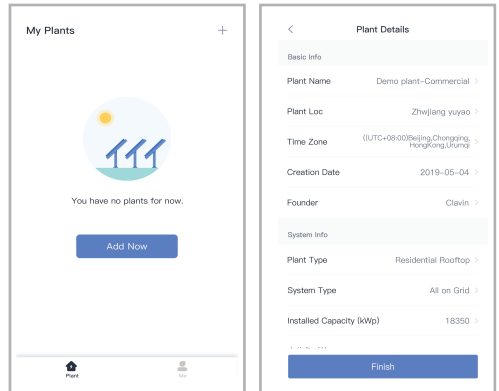 My Plants
+
You have no plants for now.
Add Now
Plant
Me
Plant Details
Basic Info
Plant Name Demo plant-Commercial
Plant Loc Zhwjiang yuyao
Time Zone ((UTC+08:00)Beijing,Chongqing,
HongKong,Urumqi
Creation Date 2019-05-04
Founder Clavin
System Info
Plant Type Residential Rooftop
System Type All on Grid
Installed Capacity (kWp) 18350
Finish